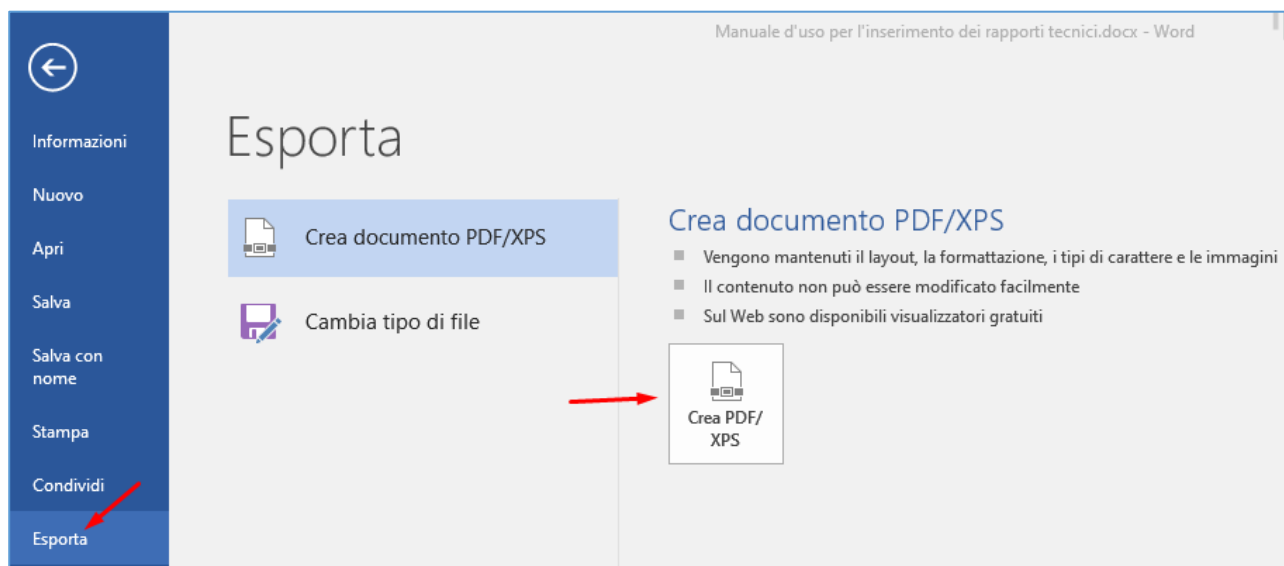 Manuale d'uso per l'inserimento dei rapporti tecnici.docx - Word
Informazioni
Nuovo
Apri
Salva
Salva con
nome
Stampa
Condividi
Esporta
Esporta
Crea documento PDF/XPS
Cambia tipo di file
Crea documento PDF/XPS
Vengono mantenuti il layout, la formattazione, i tipi di carattere e le immagini
Il contenuto non può essere modificato facilmente
Sul Web sono disponibili visualizzatori gratuiti
Crea PDF/
XPS